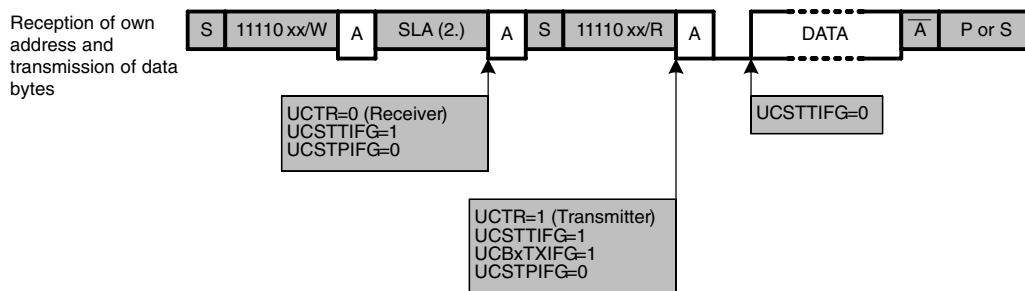 Reception of own
address and
transmission of data
bytes
S 11110 xx/W A SLA (2.) A S 11110 xx/R A DATA A P or S
UCTR=0 (Receiver)
UCSTTIFG=1
UCSTPIFG=0
UCSTTIFG=0
UCTR=1 (Transmitter)
UCSTTIFG=1
UCBxTXIFG=1
UCSTPIFG=0